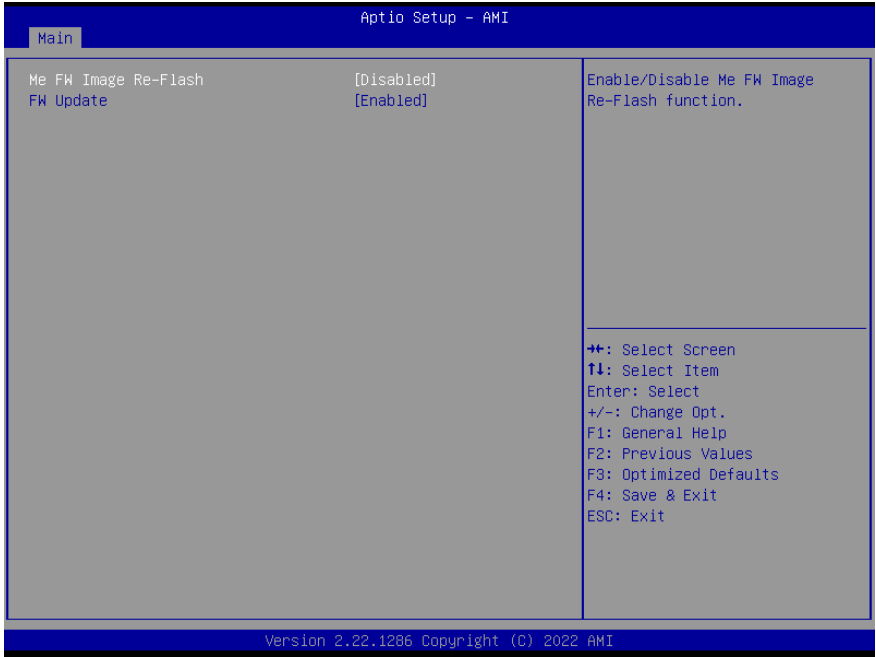 Aptio Setup – AMI
Main
Me FW Image Re-Flash [Disabled]
FW Update [Enabled]
Enable/Disable Me FW Image
Re-Flash function.
→←: Select Screen
↑↓: Select Item
Enter: Select
+/-: Change Opt.
F1: General Help
F2: Previous Values
F3: Optimized Defaults
F4: Save & Exit
ESC: Exit
Version 2.22.1286 Copyright (C) 2022 AMI